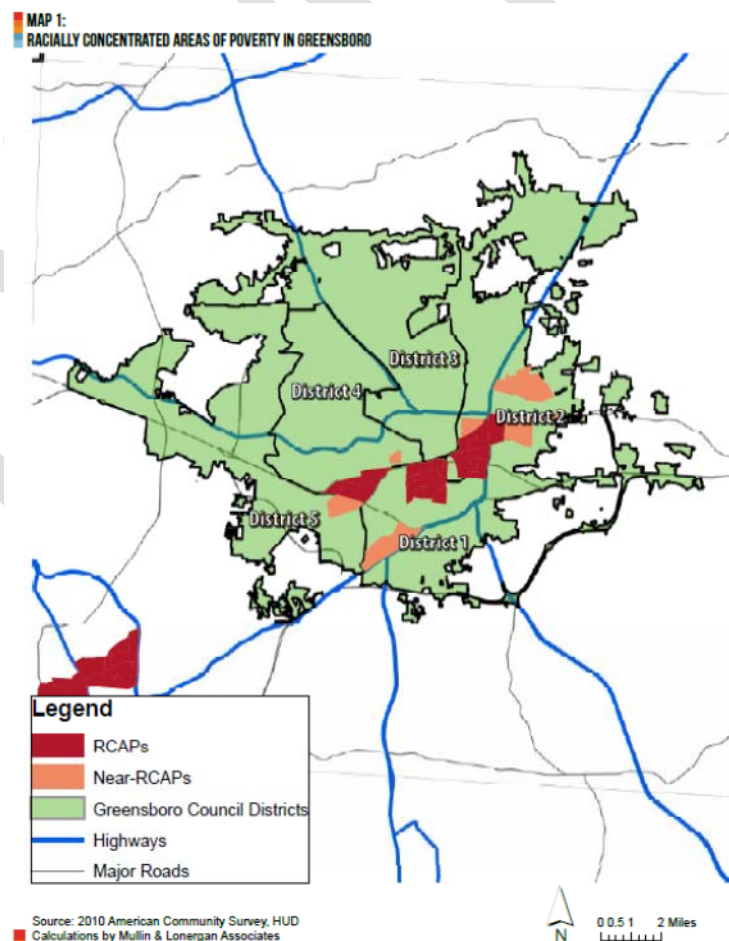 MAP 1:
RACIALLY CONCENTRATED AREAS OF POVERTY IN GREENSBORO
District 3
District 4
District 2
District 5
District 1
Legend
RCAPs
Near-RCAPs
Greensboro Council Districts
Highways
Major Roads
Source: 2010 American Community Survey, HUD
Calculations by Mullin & Lonergan Associates
N
0 0.5 1 2 Miles